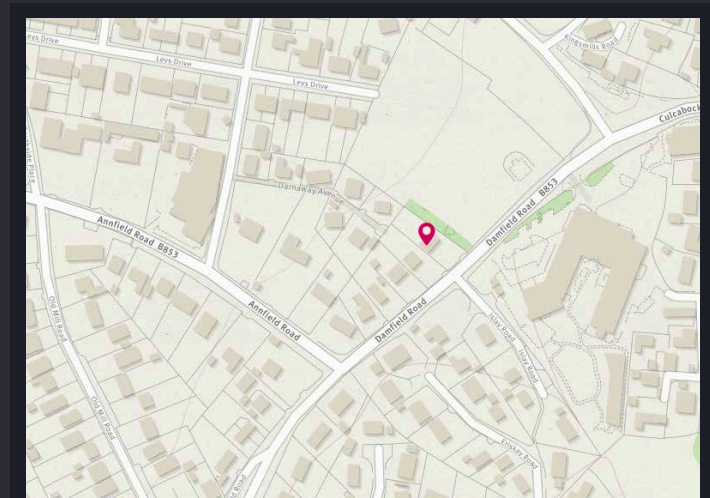 Leys Drive
Leys Drive
Leys Drive
Kingsmills Road
Culcabock
Darnaway Avenue
Damfield Road B853
Annfield Road B853
Annfield Road
Damfield Road
Old Mill Road
Old Mill Road
Islay Road
Islay Road
Eriskay Road
Road